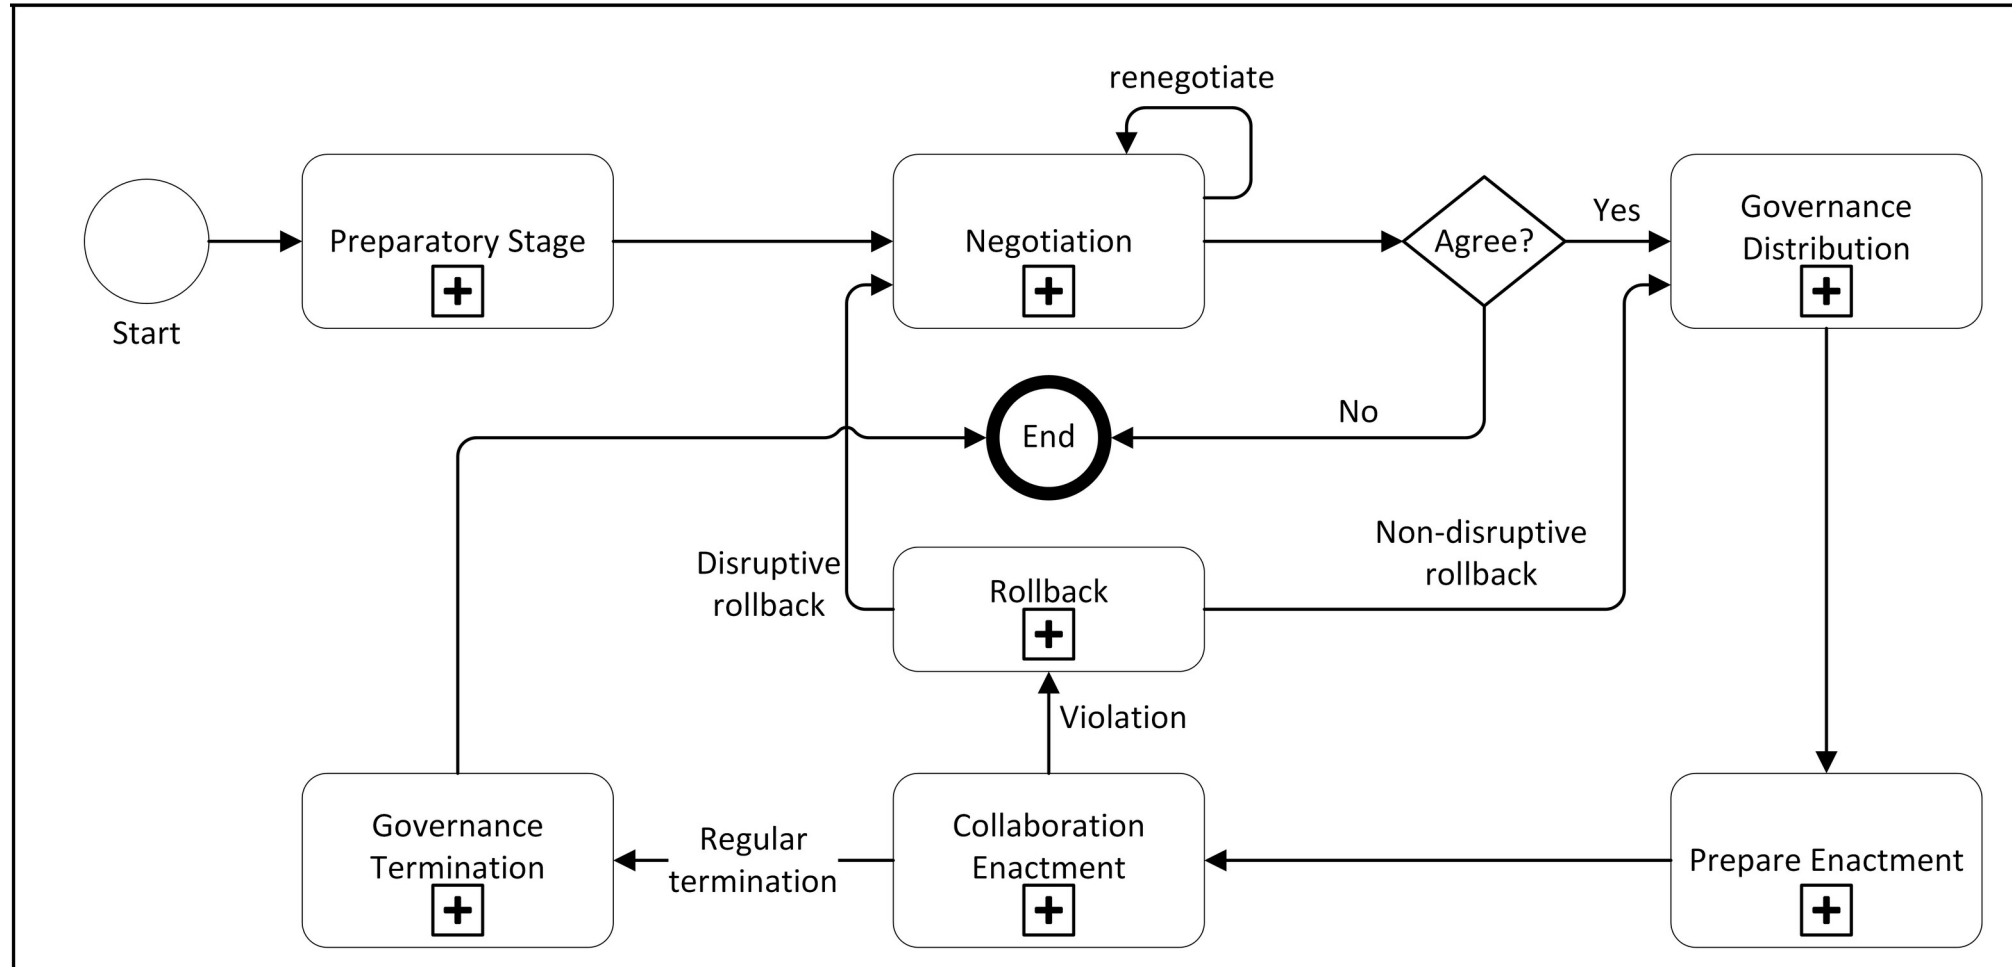 renegotiate
Start
Preparatory Stage
Negotiation
Agree?
Yes
Governance
Distribution
No
End
Disruptive
rollback
Rollback
Non-disruptive
rollback
Violation
Governance
Termination
Regular
termination
Collaboration
Enactment
Prepare Enactment